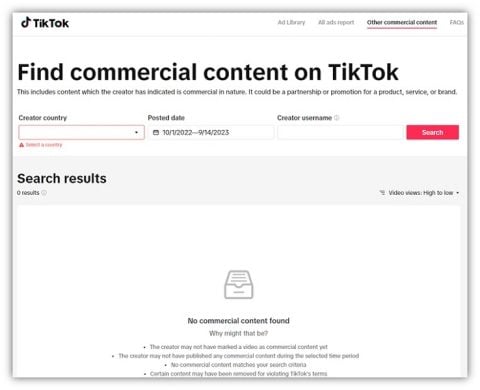 TikTok
Ad Library All ads report Other commercial content FAQs
Find commercial content on TikTok
This includes content which the creator has indicated is commercial in nature. It could be a partnership or promotion for a product, service, or brand.
Creator country Posted date Creator username
10/1/2022—9/14/2023 Search
Select a country
Search results
0 results Video views: High to low
No commercial content found
Why might that be?
• The creator may not have marked a video as commercial content yet
• The creator may not have published any commercial content during the selected time period
• No commercial content matches your search criteria
• Certain content may have been removed for violating TikTok's terms